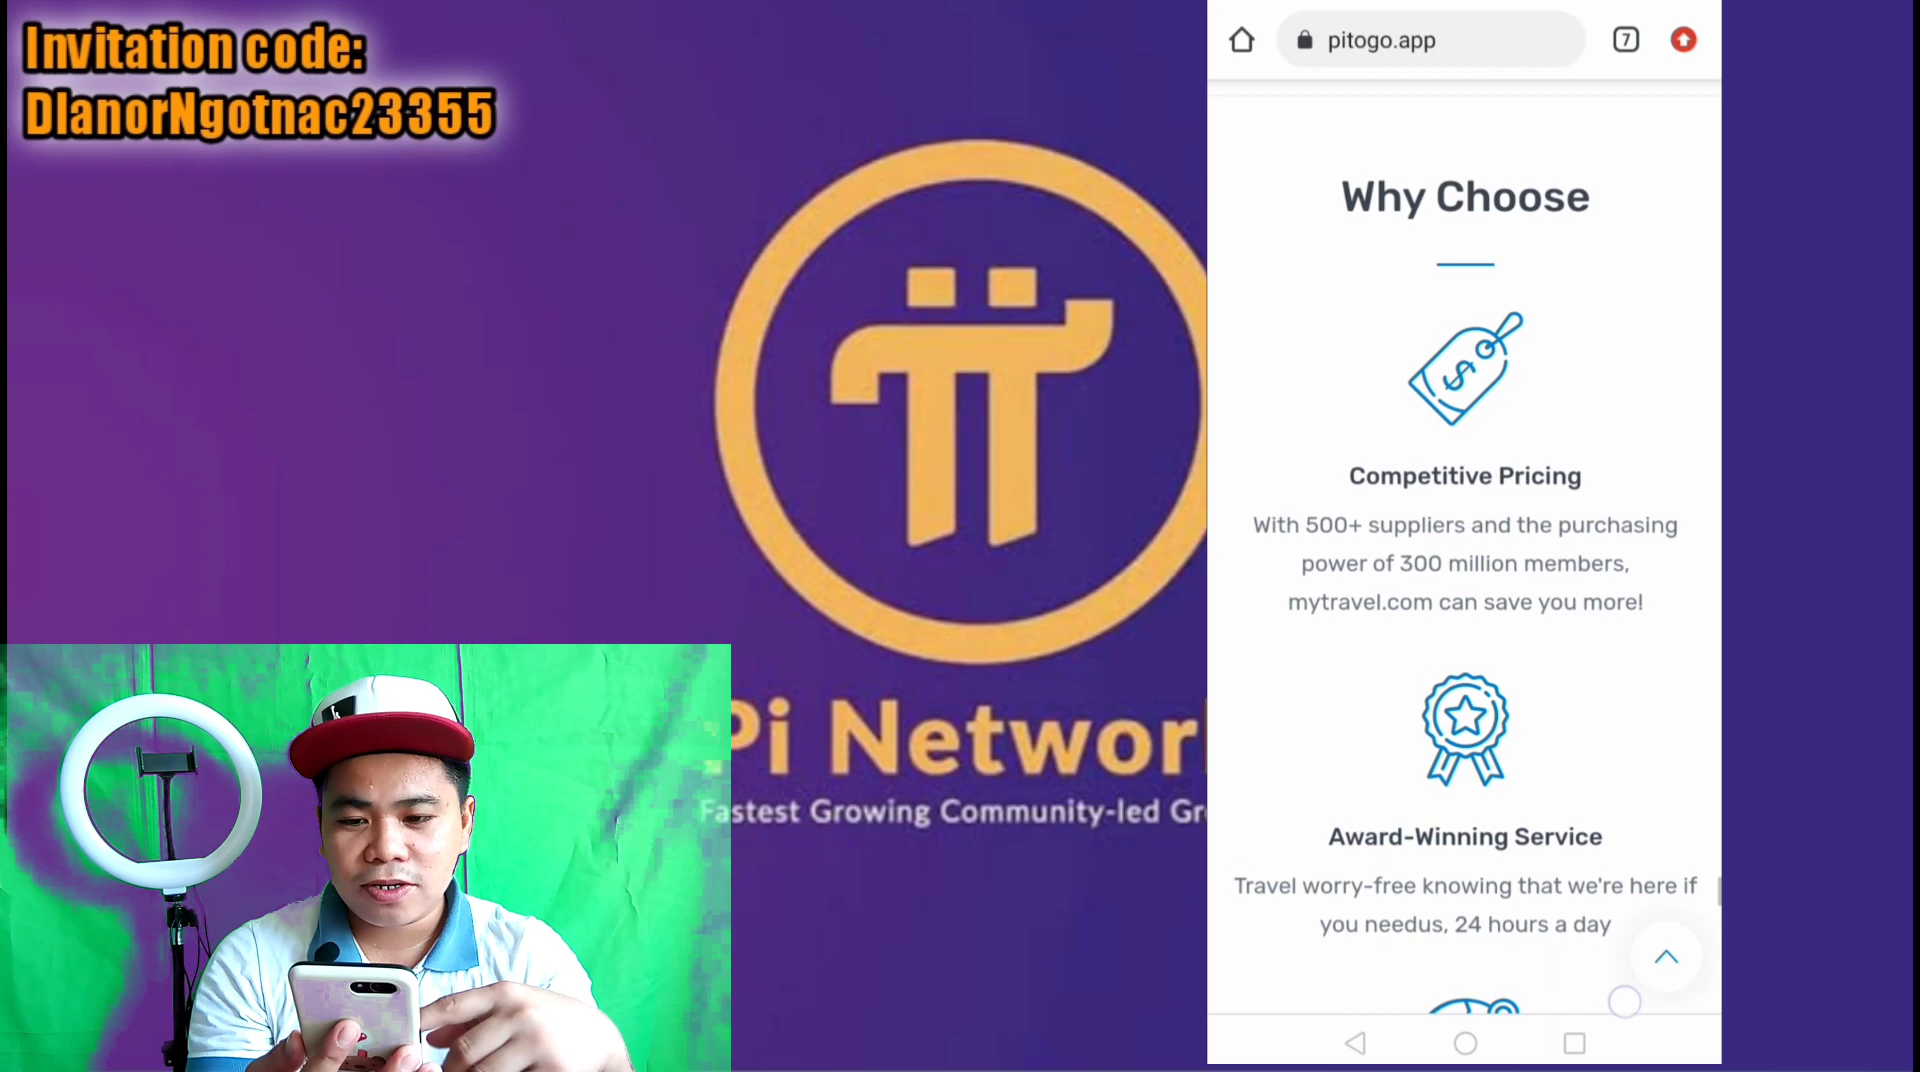 Invitation code:
DlanorNgotnac23355
pitogo.app
7
Why Choose
$
Competitive Pricing
With 500+ suppliers and the purchasing
power of 300 million members,
mytravel.com can save you more!
Award-Winning Service
Travel worry-free knowing that we're here if
you needus, 24 hours a day
Pi Networ
Fastest Growing Community-led Gr